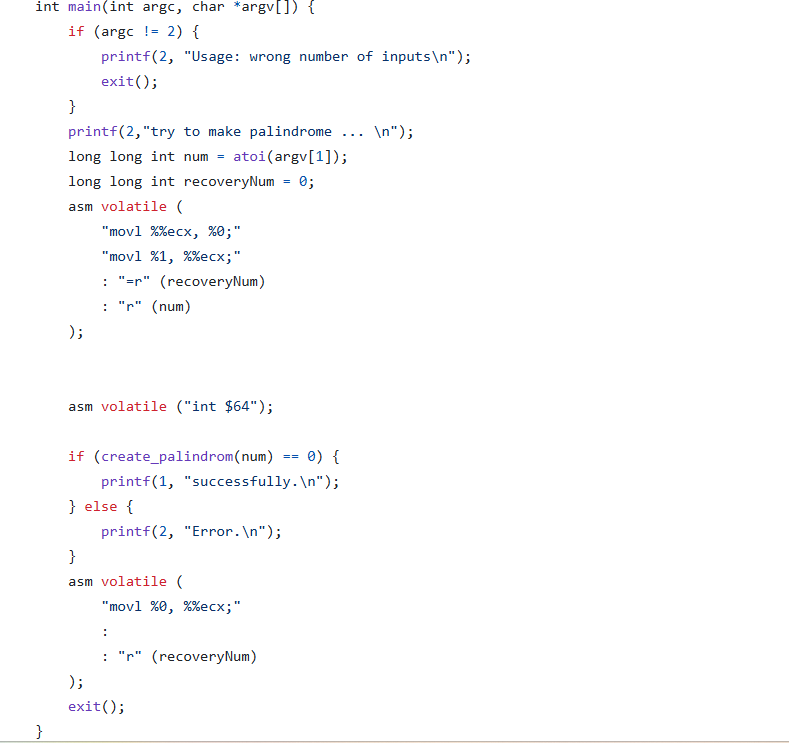 int main(int argc, char *argv[]) {
    if (argc != 2) {
        printf(2, "Usage: wrong number of inputs\n");
        exit();
    }
    printf(2,"try to make palindrome ... \n");
    long long int num = atoi(argv[1]);
    long long int recoveryNum = 0;
    asm volatile (
        "movl %%ecx, %0;"
        "movl %1, %%ecx;"
        : "=r" (recoveryNum)
        : "r" (num)
    );
    asm volatile ("int $64");
    if (create_palindrom(num) == 0) {
        printf(1, "successfully.\n");
    } else {
        printf(2, "Error.\n");
    }
    asm volatile (
        "movl %0, %%ecx;"
        :
        : "r" (recoveryNum)
    );
    exit();
}